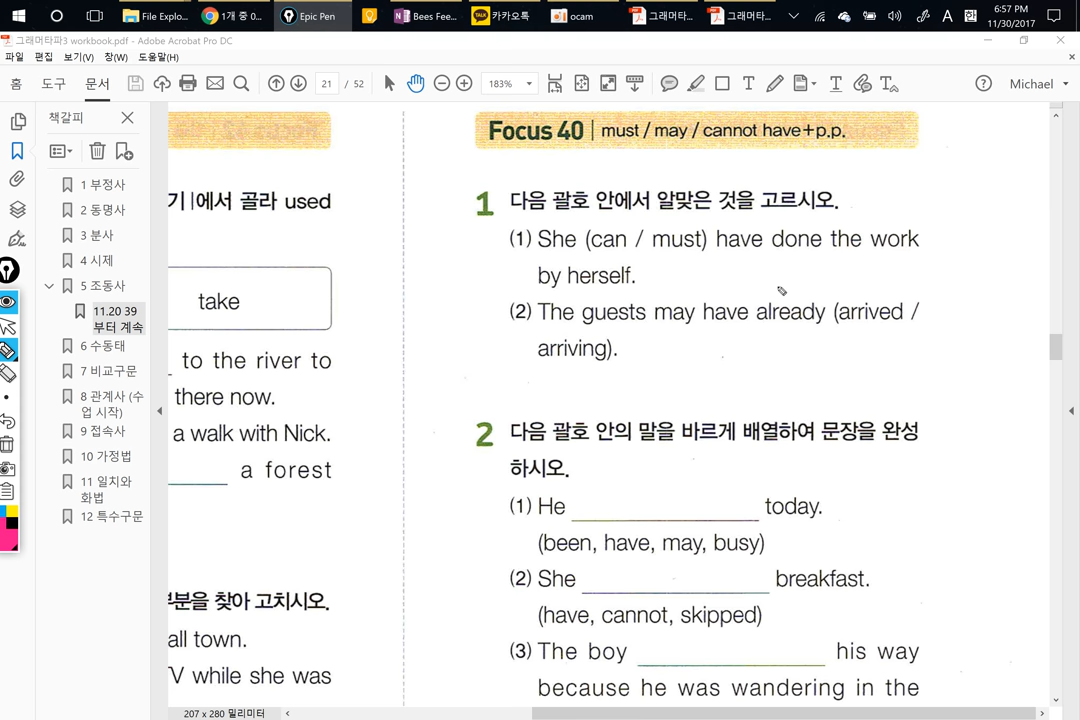 File Explo...
1개 중 0...
Epic Pen
Bees Fee...
카카오톡
ocam
그래머타...
그래머타...
A
한
6:57 PM
11/30/2017
그래머타파3 workbook.pdf - Adobe Acrobat Pro DC
파일 편집 보기(V) 창(W) 도움말(H)
홈 도구 문서
21 / 52
183%
Michael
책갈피
1 부정사
2 동명사
3 분사
4 시제
5 조동사
11.20 39
부터 계속
6 수동태
7 비교구문
8 관계사 (수
업 시작)
9 접속사
10 가정법
11 일치와
화법
12 특수구문
기에서 골라 used
take
to the river to
there now.
a walk with Nick.
a forest
부분을 찾아 고치시오.
all town.
TV while she was
Focus 40 | must / may / cannot have+p.p.
1 다음 괄호 안에서 알맞은 것을 고르시오.
(1) She (can / must) have done the work
by herself.
(2) The guests may have already (arrived /
arriving).
2 다음 괄호 안의 말을 바르게 배열하여 문장을 완성
하시오.
(1) He ____ today.
(been, have, may, busy)
(2) She ____ breakfast.
(have, cannot, skipped)
(3) The boy ____ his way
because he was wandering in the
207 x 280 밀리미터